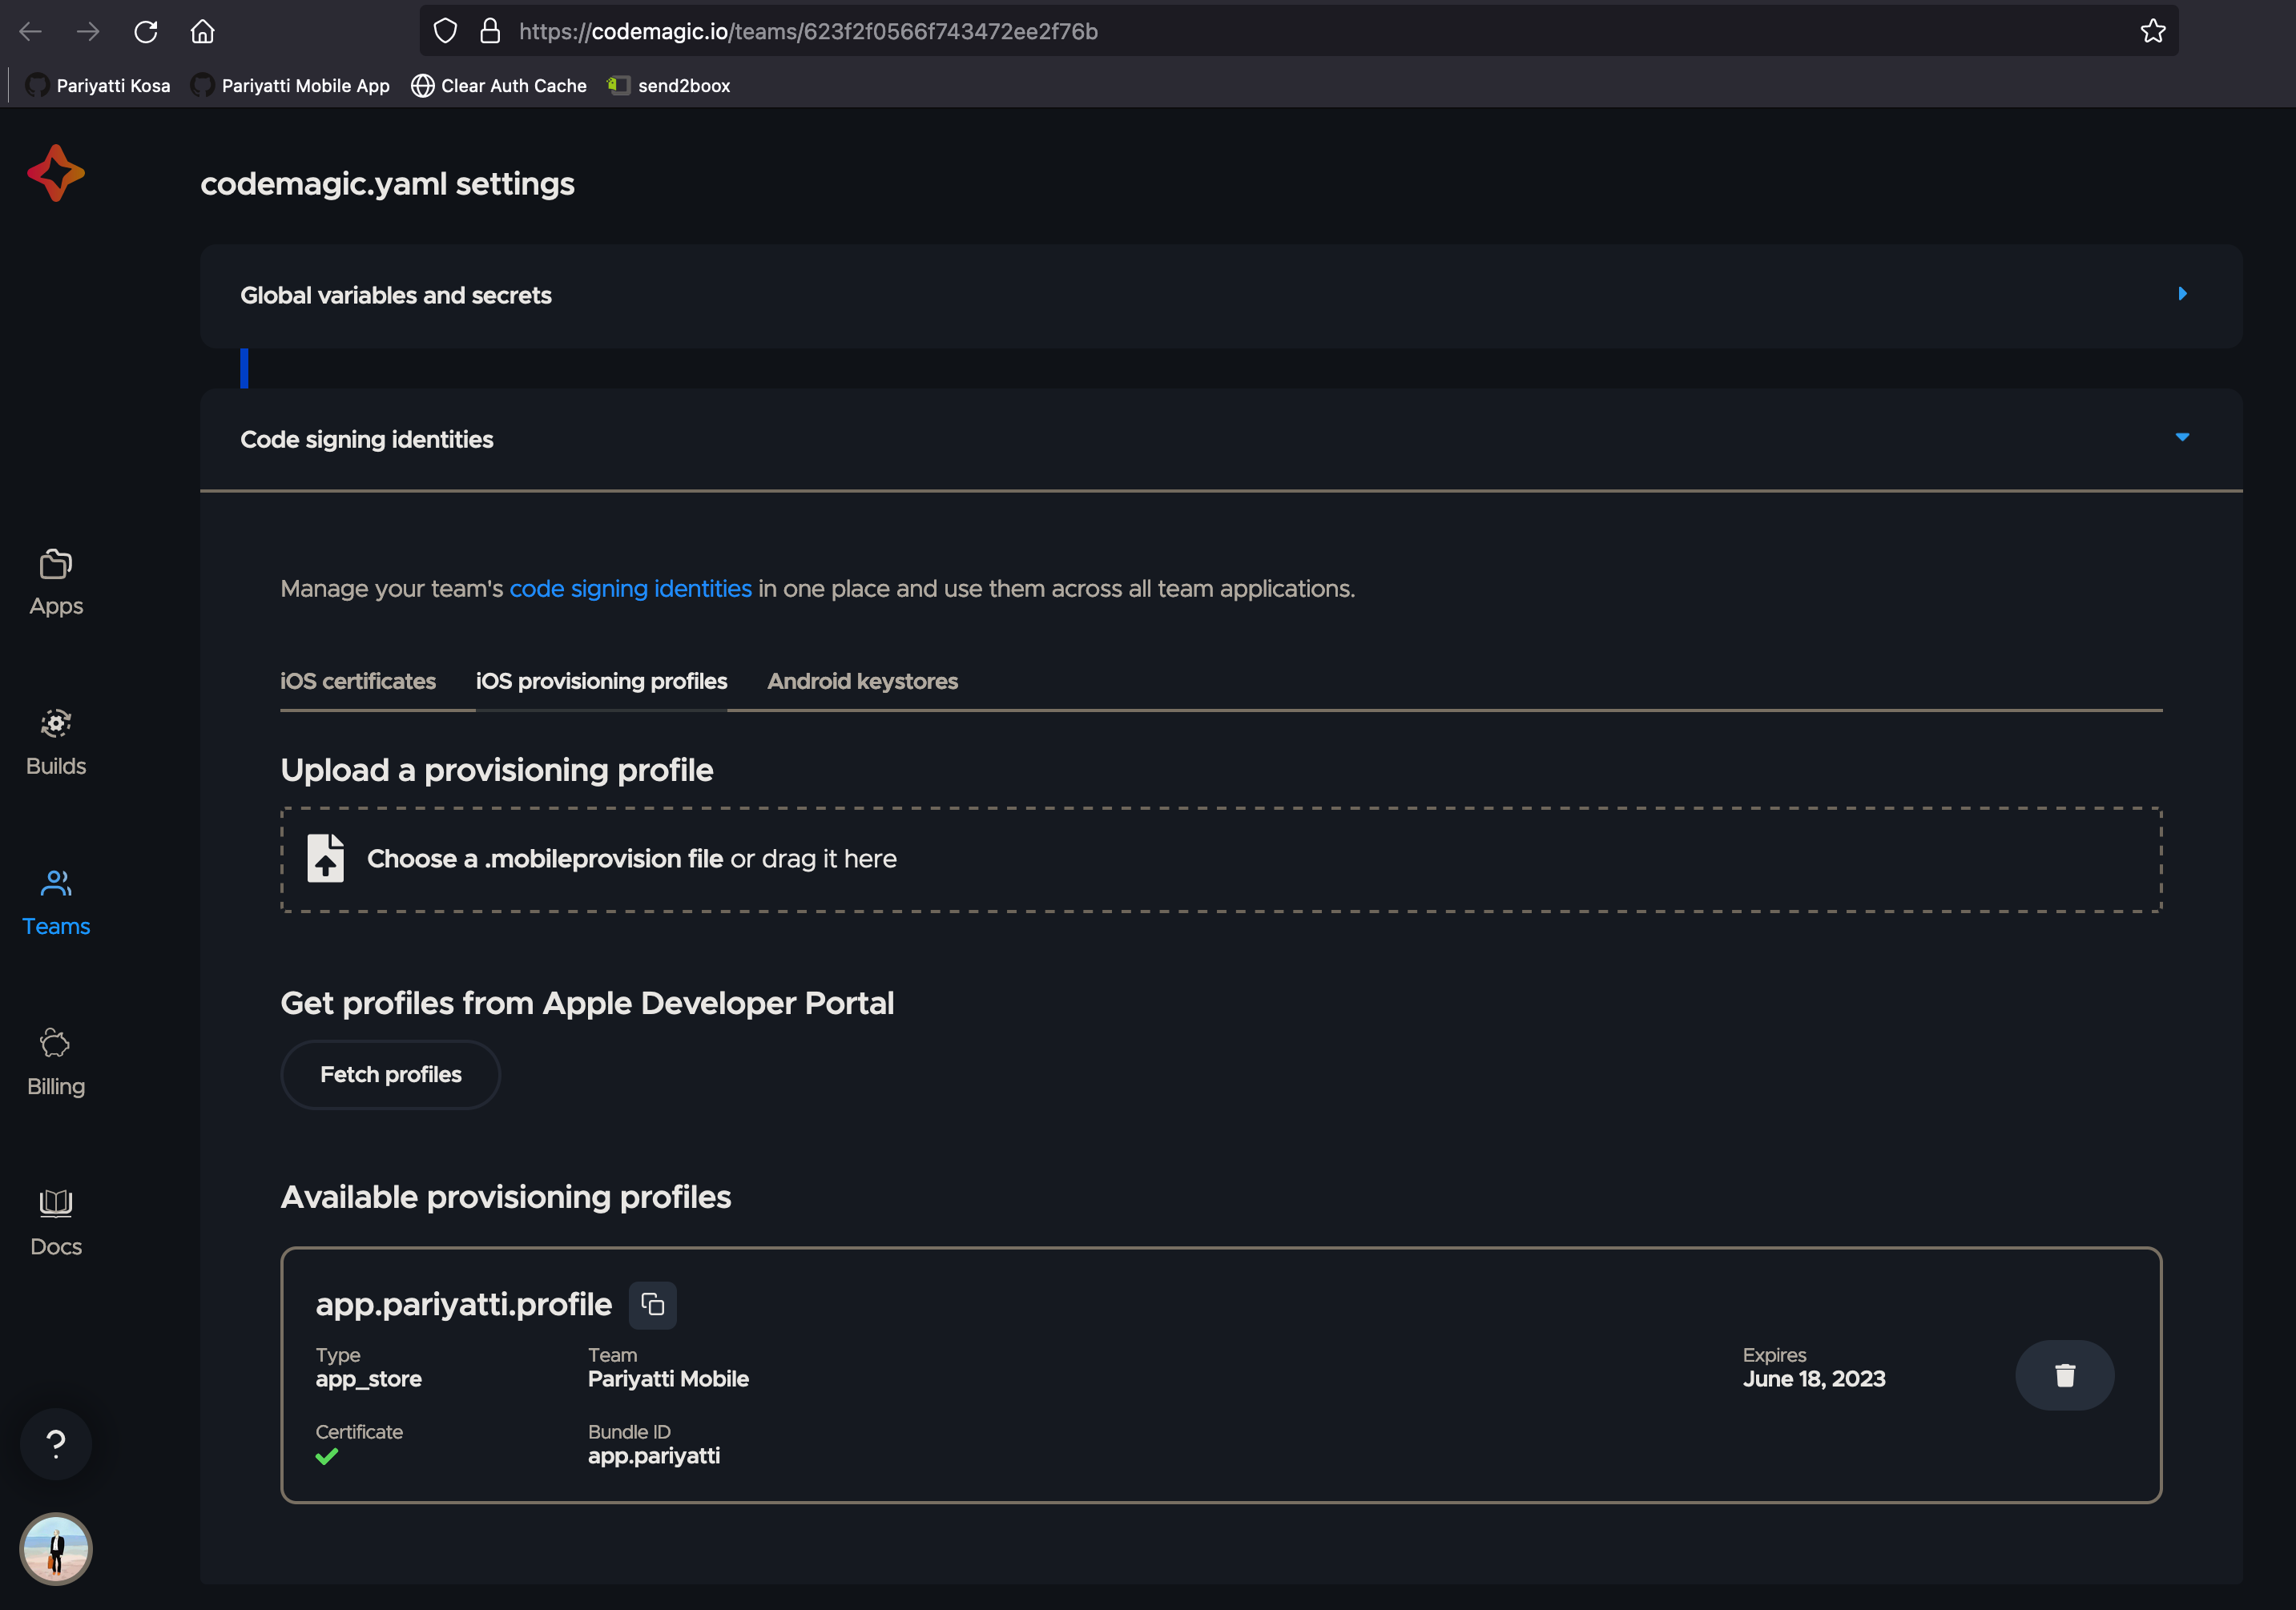 https://codemagic.io/teams/623f2f0566f743472ee2f76b
Pariyatti Kosa Pariyatti Mobile App Clear Auth Cache send2boox
codemagic.yaml settings
Global variables and secrets
Code signing identities
Manage your team's code signing identities in one place and use them across all team applications.
Apps
iOS certificates iOS provisioning profiles Android keystores
Builds
Upload a provisioning profile
Choose a .mobileprovision file or drag it here
Teams
Get profiles from Apple Developer Portal
Fetch profiles
Billing
Available provisioning profiles
Docs
app.pariyatti.profile
Type Team Expires
app_store Pariyatti Mobile June 18, 2023
Certificate Bundle ID
app.pariyatti
?